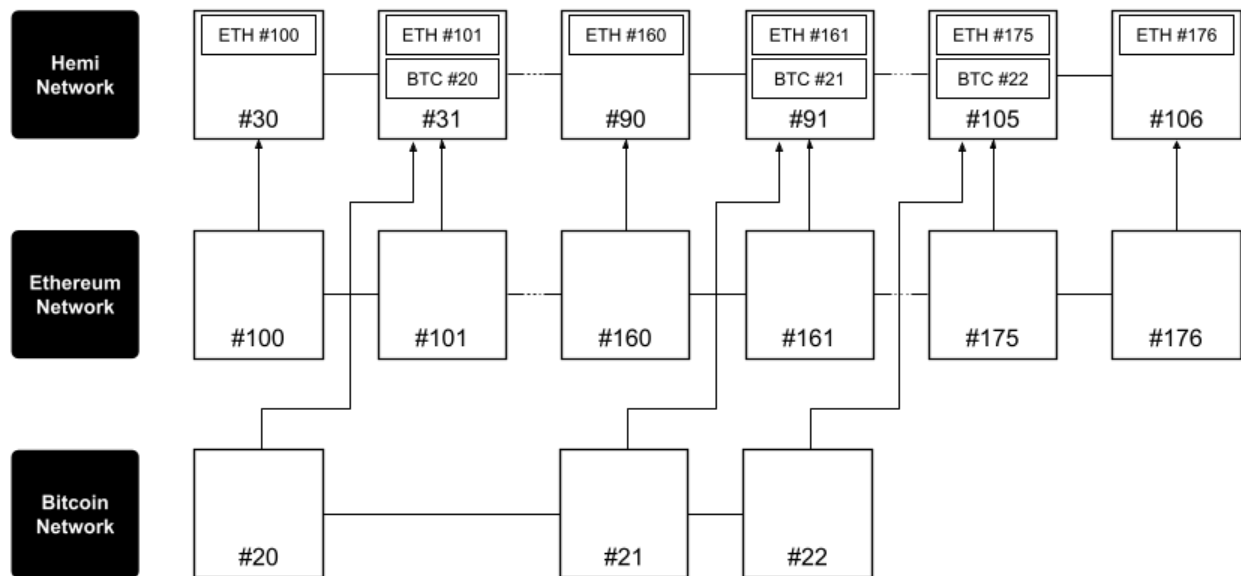 Hemi
Network
ETH #100
#30
ETH #101
BTC #20
#31
ETH #160
#90
ETH #161
BTC #21
#91
ETH #175
BTC #22
#105
ETH #176
#106
Ethereum
Network
#100
#101
#160
#161
#175
#176
Bitcoin
Network
#20
#21
#22